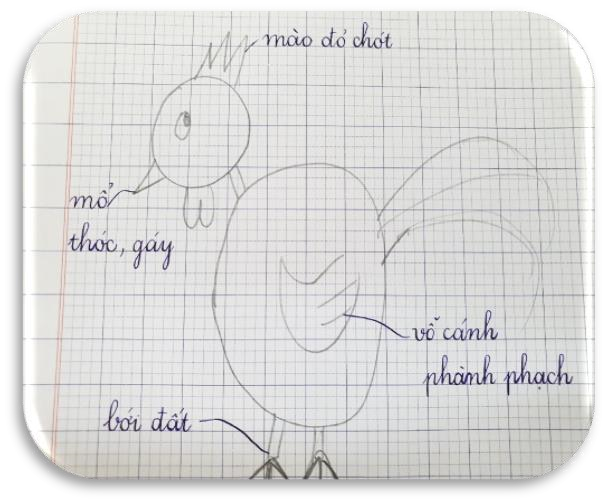 mào đỏ chót
mổ
thóc, gáy
vỗ cánh
phành phạch
bới đất